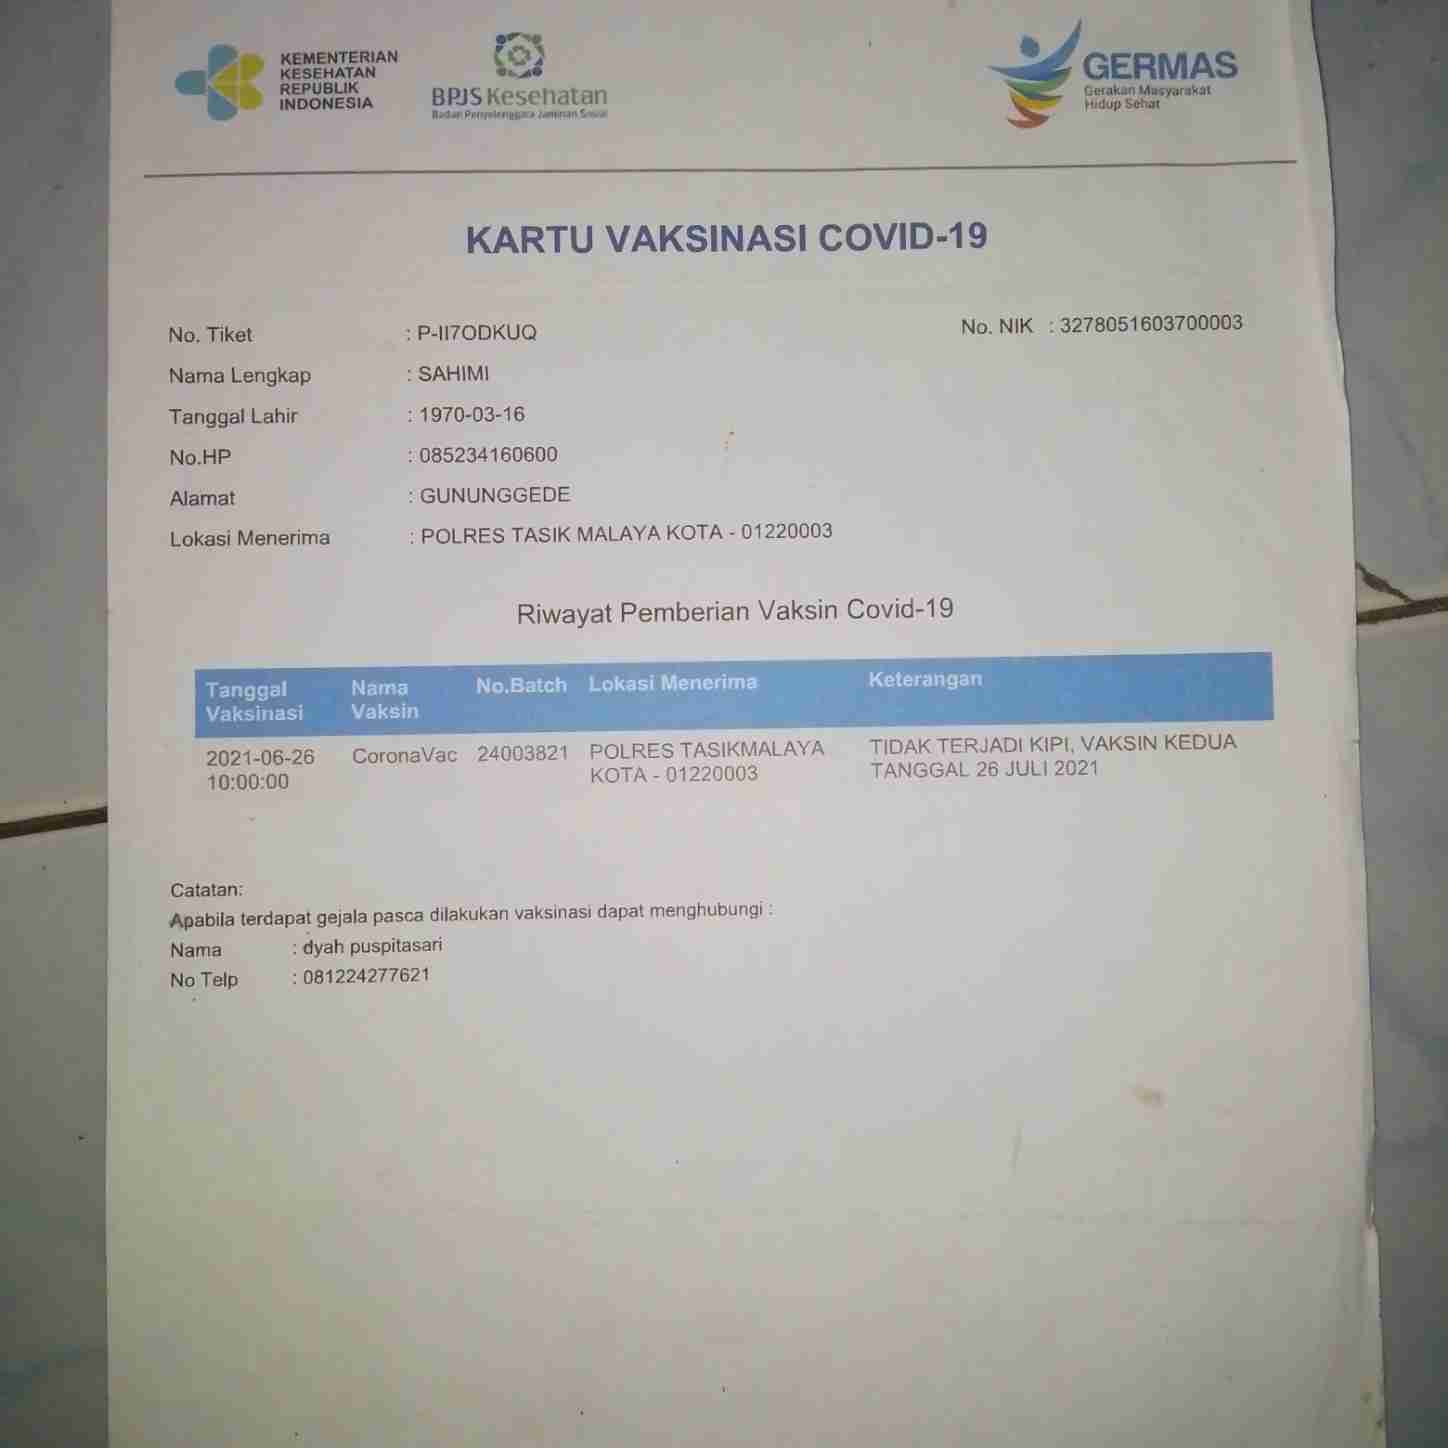 KEMENTERIAN
KESEHATAN
REPUBLIK
INDONESIA
BPJS Kesehatan
Badan Penyelenggara Jaminan Sosial
GERMAS
Gerakan Masyarakat
Hidup Sehat
KARTU VAKSINASI COVID-19
No. Tiket : P-II7ODKUQ No. NIK : 3278051603700003
Nama Lengkap : SAHIMI
Tanggal Lahir : 1970-03-16
No.HP : 085234160600
Alamat : GUNUNGGEDE
Lokasi Menerima : POLRES TASIK MALAYA KOTA - 01220003
Riwayat Pemberian Vaksin Covid-19
Tanggal Vaksinasi Nama Vaksin No.Batch Lokasi Menerima Keterangan
2021-06-26 CoronaVac 24003821 POLRES TASIKMALAYA TIDAK TERJADI KIPI, VAKSIN KEDUA
10:00:00 KOTA - 01220003 TANGGAL 26 JULI 2021
Catatan:
Apabila terdapat gejala pasca dilakukan vaksinasi dapat menghubungi :
Nama : dyah puspitasari
No Telp : 081224277621